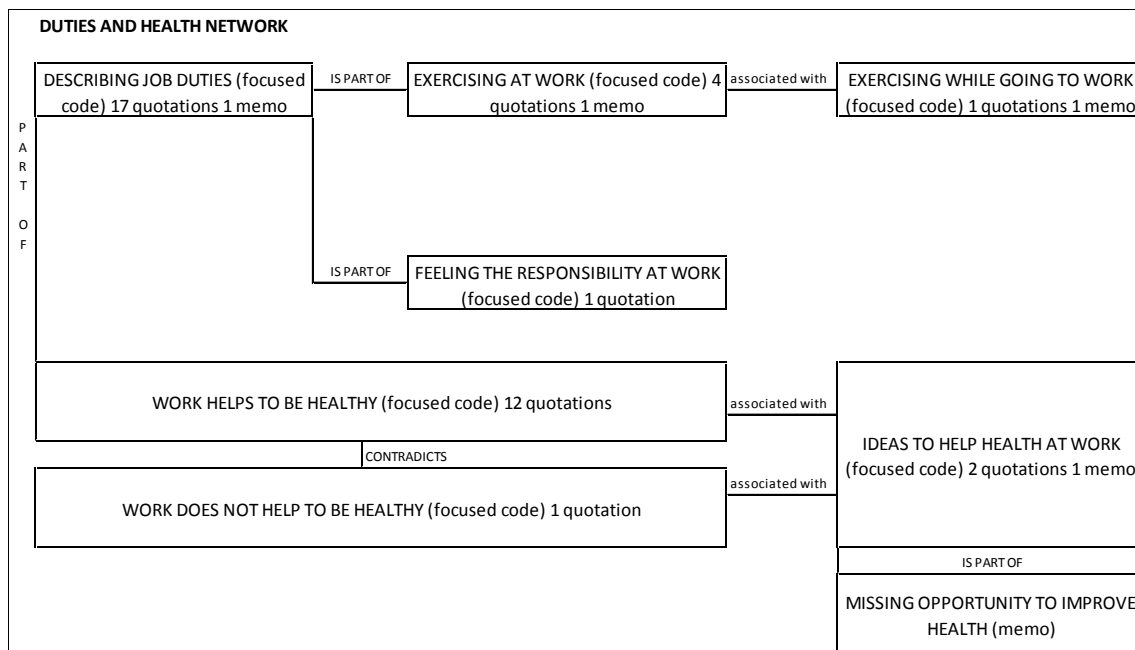 DUTIES AND HEALTH NETWORK
DESCRIBING JOB DUTIES (focused
code) 17 quotations 1 memo
IS PART OF
EXERCISING AT WORK (focused code) 4
quotations 1 memo
associated with
EXERCISING WHILE GOING TO WORK
(focused code) 1 quotations 1 memo
PART OF
IS PART OF
FEELING THE RESPONSIBILITY AT WORK
(focused code) 1 quotation
WORK HELPS TO BE HEALTHY (focused code) 12 quotations
associated with
IDEAS TO HELP HEALTH AT WORK
(focused code) 2 quotations 1 memo
CONTRADICTS
WORK DOES NOT HELP TO BE HEALTHY (focused code) 1 quotation
associated with
IS PART OF
MISSING OPPORTUNITY TO IMPROVE
HEALTH (memo)